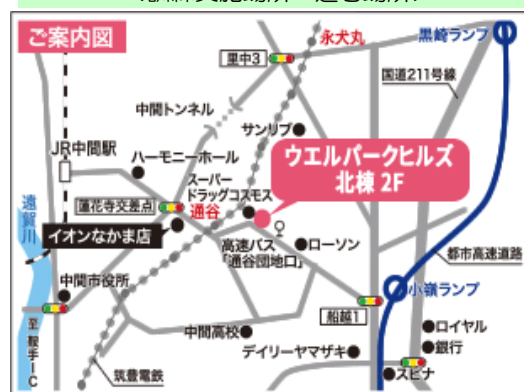 ご案内図
永犬丸
黒崎ランプ
里中3
国道211号線
中間トンネル
サンリブ
JR中間駅
ハーモニーホール
ウエルパークヒルズ
北棟 2F
スーパー
ドラッグコスモス
蓮花寺交差点
通谷
遠賀川
イオンなかま店
高速バス
「通谷団地口」
ローソン
都市高速道路
中間市役所
小嶺ランプ
船越1
至 鞍手IC
中間高校
ロイヤル
デイリーヤマザキ
銀行
スピナ
筑豊電鉄